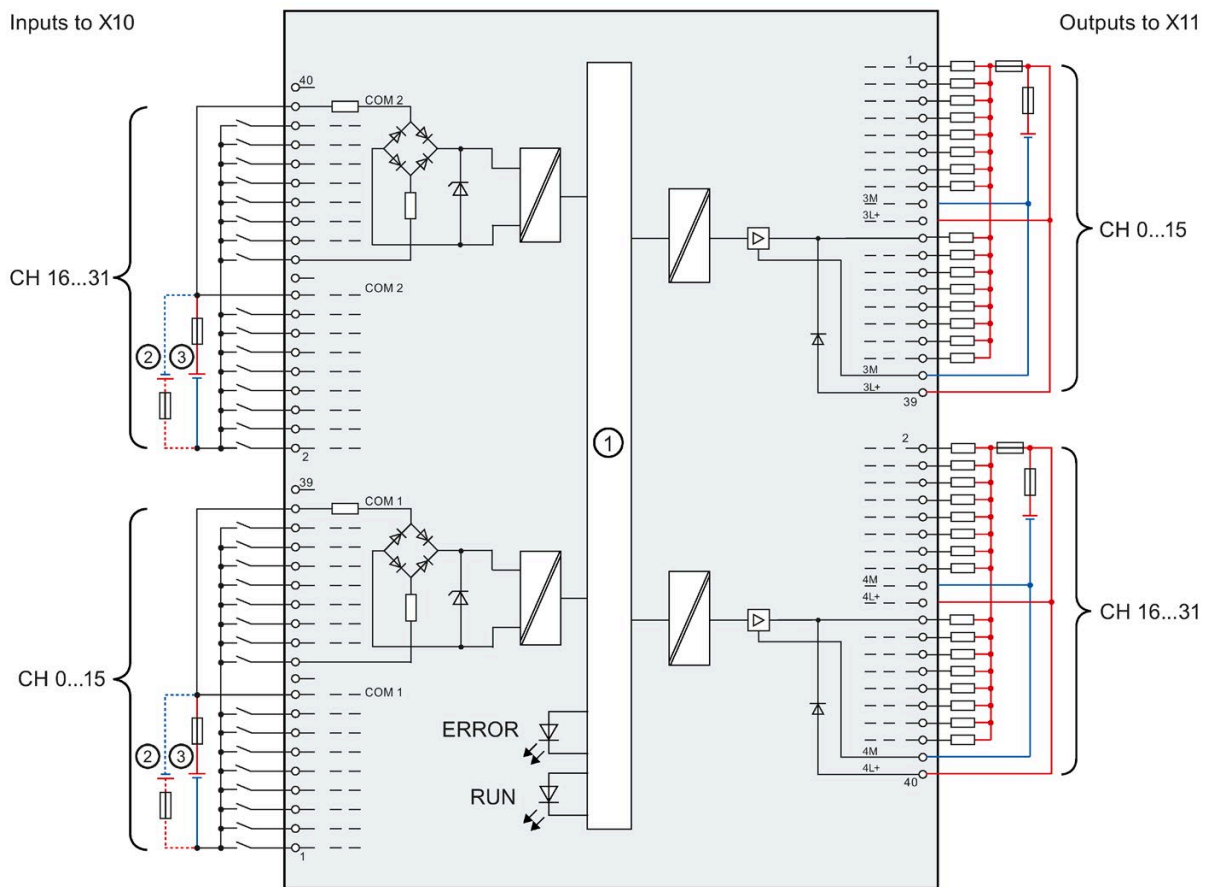 Inputs to X10
Outputs to X11
40
COM 2
CH 16...31
COM 2
2
3
2
39
COM 1
CH 0...15
COM 1
2
3
1
ERROR
RUN
1
1
3M
3L+
CH 0...15
3M
3L+
39
2
4M
4L+
CH 16...31
4M
4L+
40